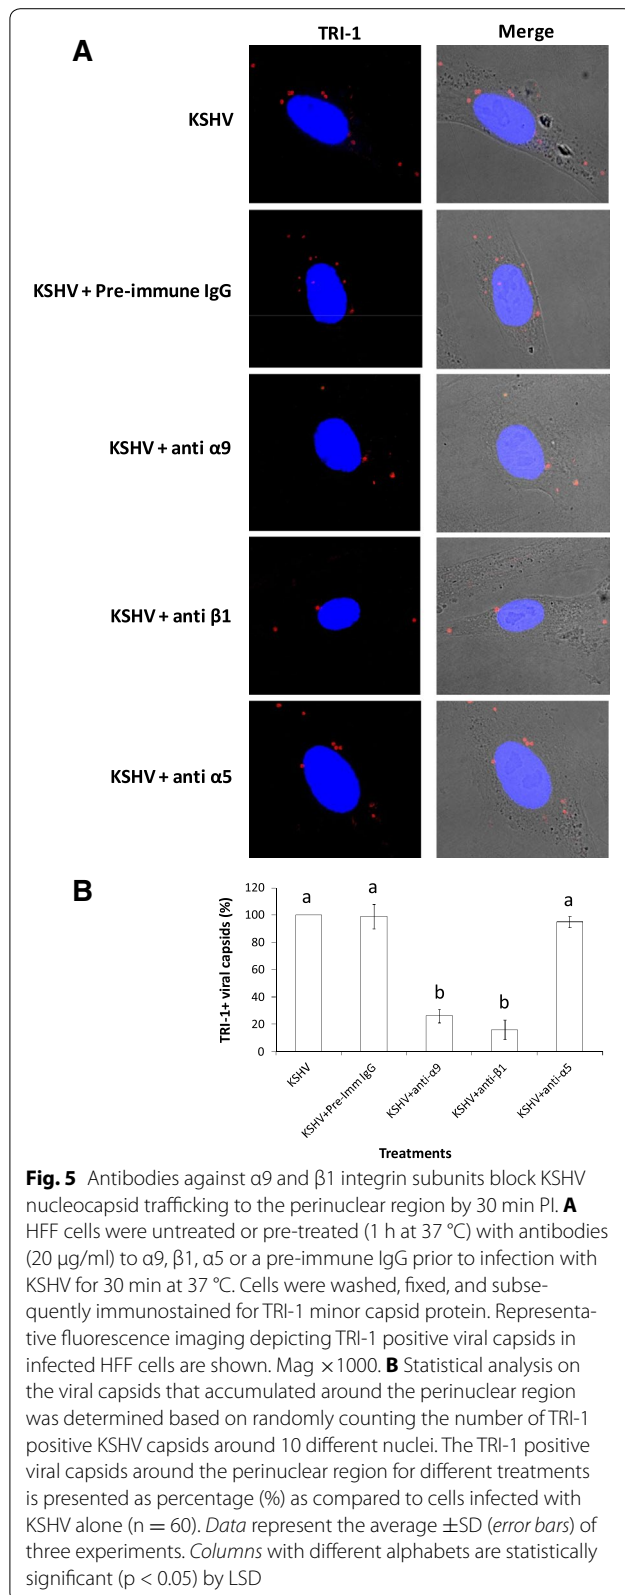 A
TRI-1 Merge
KSHV
KSHV + Pre-immune IgG
KSHV + anti α9
KSHV + anti β1
KSHV + anti α5
B
TRI-1+ viral capsids (%)
120
100
80
60
40
20
0
a a b b a
KSHV
KSHV+Pre-Imm IgG
KSHV+anti-α9
KSHV+anti-β1
KSHV+anti-α5
Treatments
Fig. 5 Antibodies against α9 and β1 integrin subunits block KSHV
nucleocapsid trafficking to the perinuclear region by 30 min PI. A
HFF cells were untreated or pre-treated (1 h at 37 °C) with antibodies
(20 μg/ml) to α9, β1, α5 or a pre-immune IgG prior to infection with
KSHV for 30 min at 37 °C. Cells were washed, fixed, and subse-
quently immunostained for TRI-1 minor capsid protein. Representa-
tive fluorescence imaging depicting TRI-1 positive viral capsids in
infected HFF cells are shown. Mag ×1000. B Statistical analysis on
the viral capsids that accumulated around the perinuclear region
was determined based on randomly counting the number of TRI-1
positive KSHV capsids around 10 different nuclei. The TRI-1 positive
viral capsids around the perinuclear region for different treatments
is presented as percentage (%) as compared to cells infected with
KSHV alone (n = 60). Data represent the average ±SD (error bars) of
three experiments. Columns with different alphabets are statistically
significant (p < 0.05) by LSD